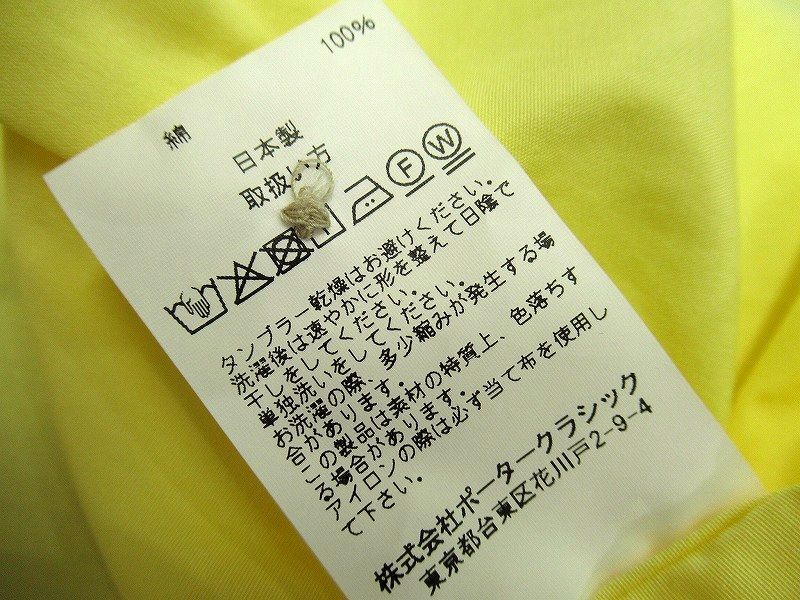 綿 100%
日本製
取扱い方
F W
タンブラー乾燥はお避けください。
洗濯後は速やかに形を整えて日陰で
干しをしてください。
単独洗いをしてください。
お洗濯の際、多少縮みが発生する場
合があります。
この製品は素材の特質上、色落ちす
る場合があります。
アイロンの際は必ず当て布を使用し
て下さい。
株式会社ポータークラシック
東京都台東区花川戸2-9-4